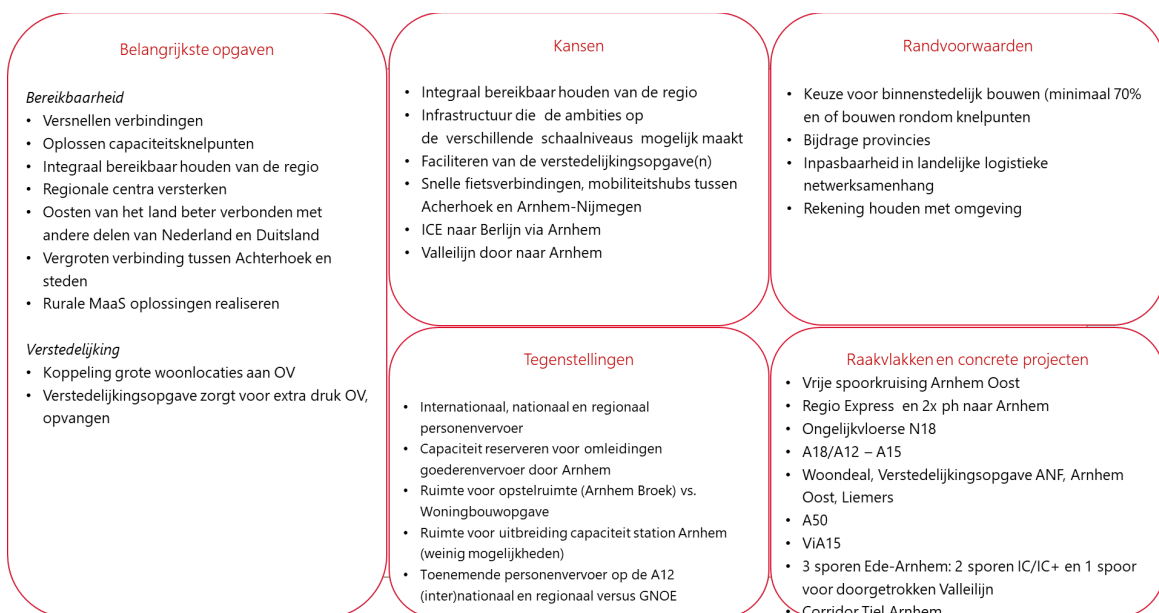 Belangrijkste opgaven
Bereikbaarheid
• Versnellen verbindingen
• Oplossen capaciteitsknelpunten
• Integraal bereikbaar houden van de regio
• Regionale centra versterken
• Oosten van het land beter verbonden met
andere delen van Nederland en Duitsland
• Vergroten verbinding tussen Achterhoek en
steden
• Rurale MaaS oplossingen realiseren
Verstedelijking
• Koppeling grote woonlocaties aan OV
• Verstedelijkingsopgave zorgt voor extra druk OV,
opvangen
Kansen
• Integraal bereikbaar houden van de regio
• Infrastructuur die de ambities op
de verschillende schaalniveaus mogelijk maakt
• Faciliteren van de verstedelijkingsopgave(n)
• Snelle fietsverbindingen, mobiliteitshubs tussen
Acherhoek en Arnhem-Nijmegen
• ICE naar Berlijn via Arnhem
• Valleilijn door naar Arnhem
Randvoorwaarden
• Keuze voor binnenstedelijk bouwen (minimaal 70%
en of bouwen rondom knelpunten
• Bijdrage provincies
• Inpasbaarheid in landelijke logistieke
netwerksamenhang
• Rekening houden met omgeving
Tegenstellingen
• Internationaal, nationaal en regionaal
personenvervoer
• Capaciteit reserveren voor omleidingen
goederenvervoer door Arnhem
• Ruimte voor opstelruimte (Arnhem Broek) vs.
Woningbouwopgave
• Ruimte voor uitbreiding capaciteit station Arnhem
(weinig mogelijkheden)
• Toenemende personenvervoer op de A12
(inter)nationaal en regionaal versus GNOE
Raakvlakken en concrete projecten
• Vrije spoorkruising Arnhem Oost
• Regio Express en 2x ph naar Arnhem
• Ongelijkvloerse N18
• A18/A12 – A15
• Woondeal, Verstedelijkingsopgave ANF, Arnhem
Oost, Liemers
• A50
• ViA15
• 3 sporen Ede-Arnhem: 2 sporen IC/IC+ en 1 spoor
voor doorgetrokken Valleilijn
• Corridor Tiel Arnhem